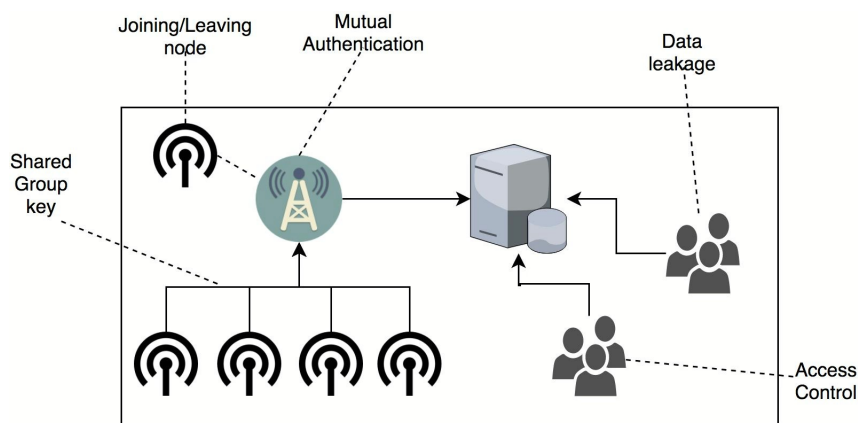 Joining/Leaving
node
Mutual
Authentication
Data
leakage
Shared
Group
key
Access
Control